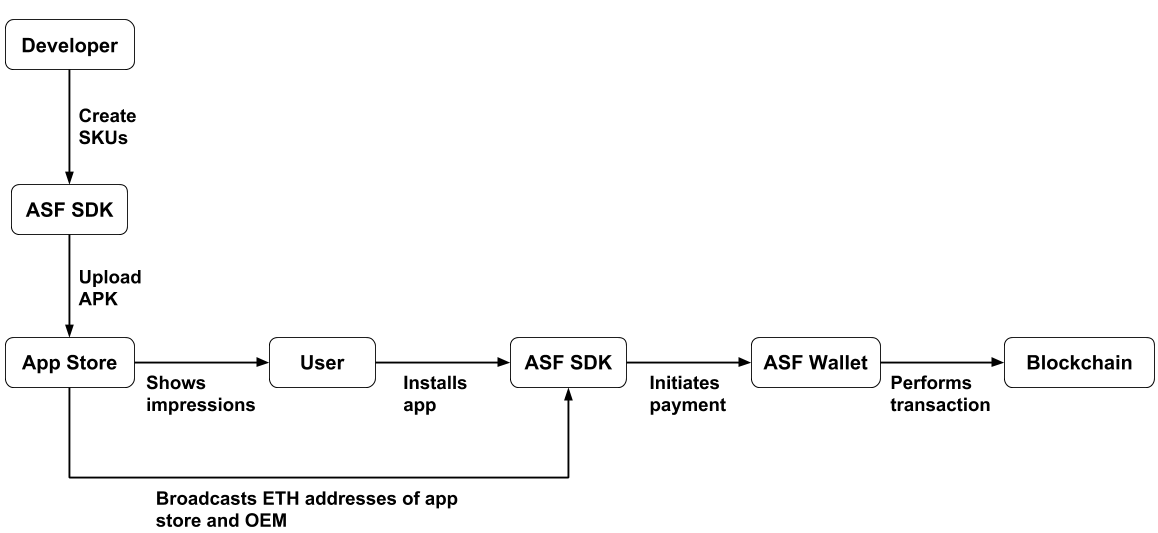 Developer
Create
SKUs
ASF SDK
Upload
APK
App Store
Shows
impressions
User
Installs
app
ASF SDK
Initiates
payment
ASF Wallet
Performs
transaction
Blockchain
Broadcasts ETH addresses of app
store and OEM